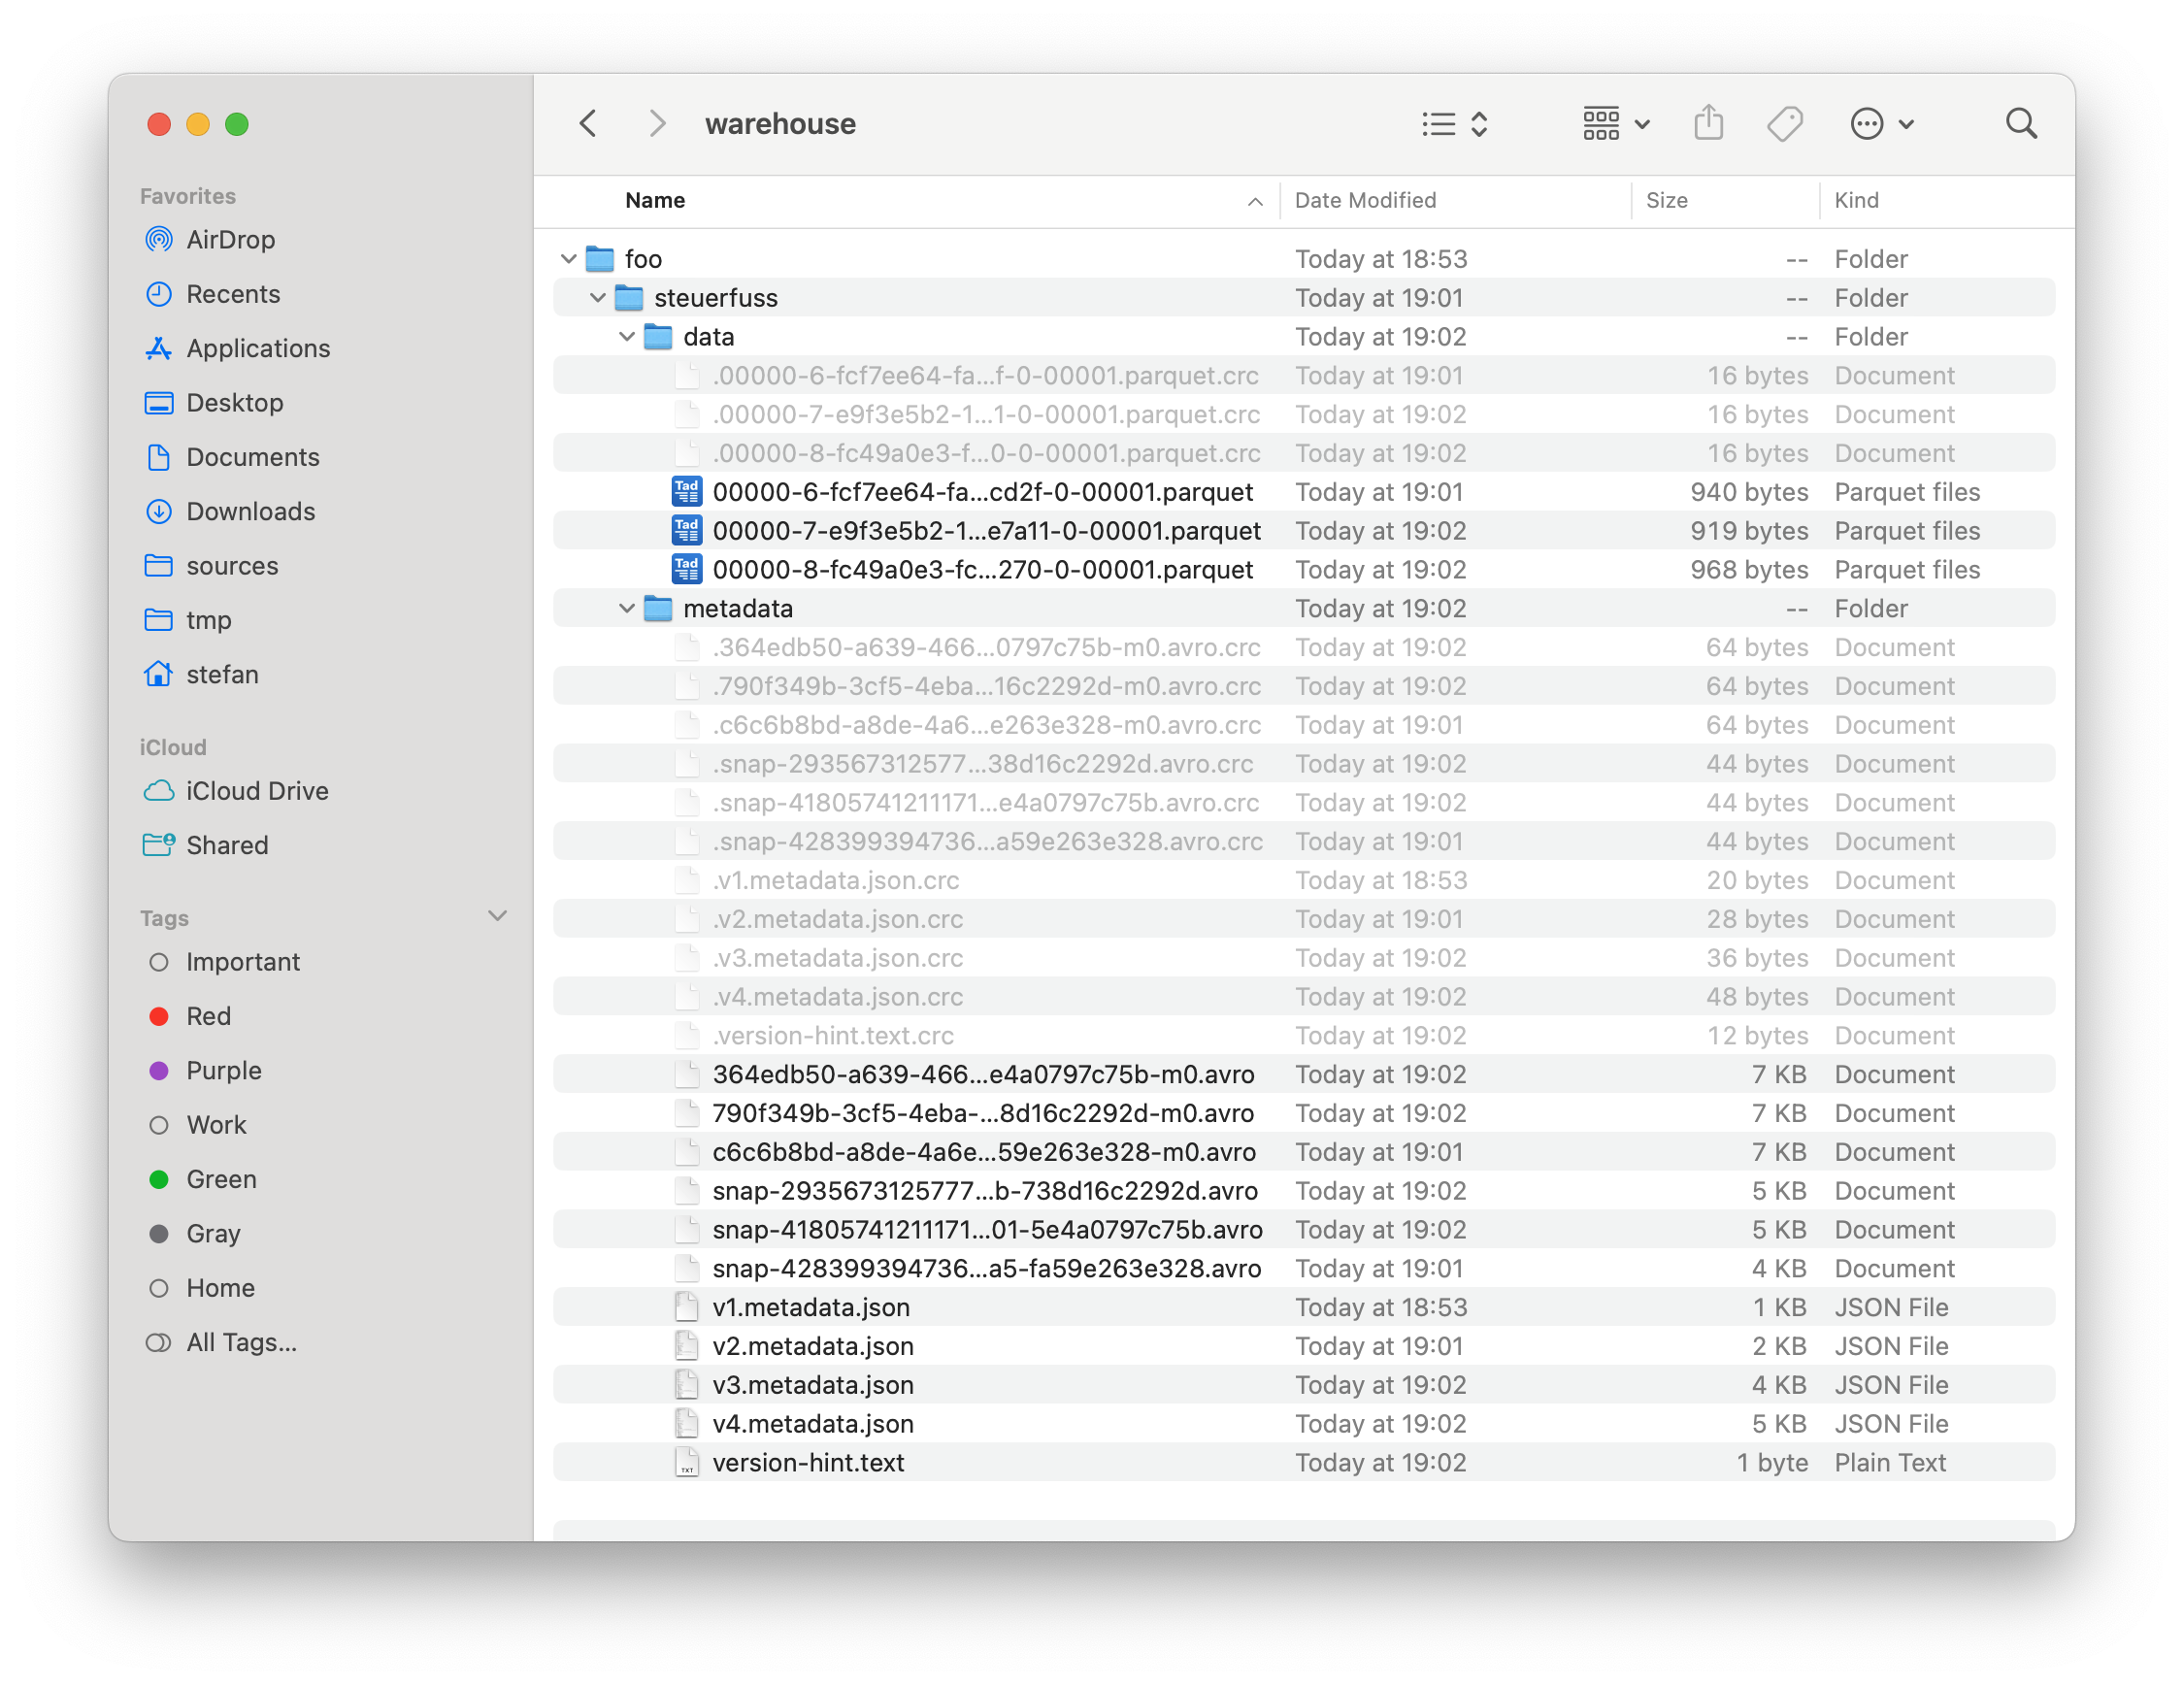 warehouse
Favorites
AirDrop
Recents
Applications
Desktop
Documents
Downloads
sources
tmp
stefan
iCloud
iCloud Drive
Shared
Tags
Important
Red
Purple
Work
Green
Gray
Home
All Tags...
Name Date Modified Size Kind
foo Today at 18:53 -- Folder
steuerfuss Today at 19:01 -- Folder
data Today at 19:02 -- Folder
.00000-6-fcf7ee64-fa...f-0-00001.parquet.crc Today at 19:01 16 bytes Document
.00000-7-e9f3e5b2-1...1-0-00001.parquet.crc Today at 19:02 16 bytes Document
.00000-8-fc49a0e3-f...0-0-00001.parquet.crc Today at 19:02 16 bytes Document
Tad 00000-6-fcf7ee64-fa...cd2f-0-00001.parquet Today at 19:01 940 bytes Parquet files
Tad 00000-7-e9f3e5b2-1...e7a11-0-00001.parquet Today at 19:02 919 bytes Parquet files
Tad 00000-8-fc49a0e3-fc...270-0-00001.parquet Today at 19:02 968 bytes Parquet files
metadata Today at 19:02 -- Folder
.364edb50-a639-466...0797c75b-m0.avro.crc Today at 19:02 64 bytes Document
.790f349b-3cf5-4eba...16c2292d-m0.avro.crc Today at 19:02 64 bytes Document
.c6c6b8bd-a8de-4a6...e263e328-m0.avro.crc Today at 19:01 64 bytes Document
.snap-293567312577...38d16c2292d.avro.crc Today at 19:02 44 bytes Document
.snap-41805741211171...e4a0797c75b.avro.crc Today at 19:02 44 bytes Document
.snap-428399394736...a59e263e328.avro.crc Today at 19:01 44 bytes Document
.v1.metadata.json.crc Today at 18:53 20 bytes Document
.v2.metadata.json.crc Today at 19:01 28 bytes Document
.v3.metadata.json.crc Today at 19:02 36 bytes Document
.v4.metadata.json.crc Today at 19:02 48 bytes Document
.version-hint.text.crc Today at 19:02 12 bytes Document
364edb50-a639-466...e4a0797c75b-m0.avro Today at 19:02 7 KB Document
790f349b-3cf5-4eba-...8d16c2292d-m0.avro Today at 19:02 7 KB Document
c6c6b8bd-a8de-4a6e...59e263e328-m0.avro Today at 19:01 7 KB Document
snap-2935673125777...b-738d16c2292d.avro Today at 19:02 5 KB Document
snap-41805741211171...01-5e4a0797c75b.avro Today at 19:02 5 KB Document
snap-428399394736...a5-fa59e263e328.avro Today at 19:01 4 KB Document
v1.metadata.json Today at 18:53 1 KB JSON File
v2.metadata.json Today at 19:01 2 KB JSON File
v3.metadata.json Today at 19:02 4 KB JSON File
v4.metadata.json Today at 19:02 5 KB JSON File
TXT version-hint.text Today at 19:02 1 byte Plain Text